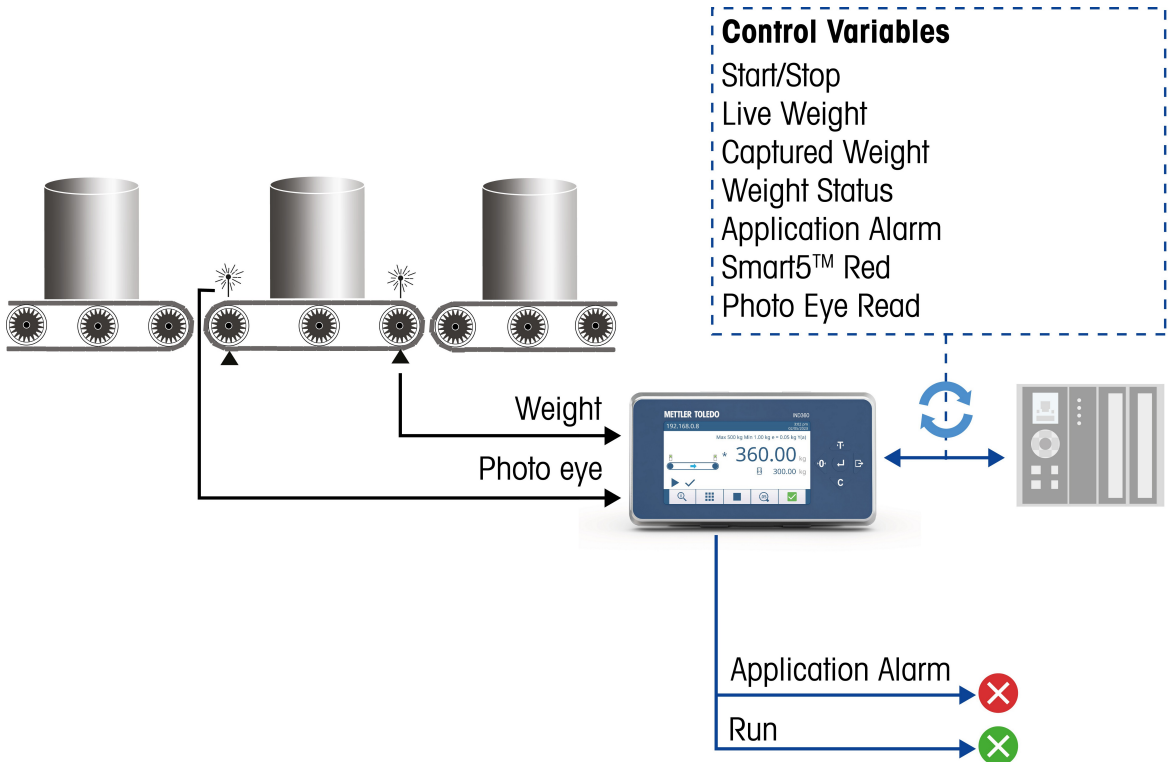 Control Variables
Start/Stop
Live Weight
Captured Weight
Weight Status
Application Alarm
Smart5™ Red
Photo Eye Read
Weight
Photo eye
METTLER TOLEDO
IND360
192.168.0.8
Max 600 kg Min 1.00 kg e = 0.05 kg
* 360.00 kg
300.00 kg
T
0
C
Application Alarm
Run